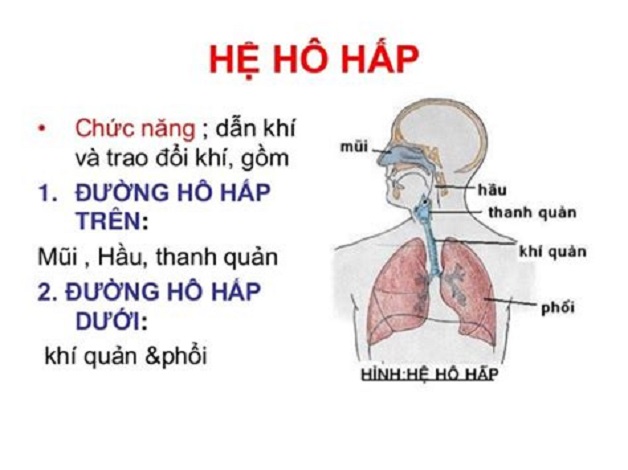 HỆ HÔ HẤP
• Chức năng ; dẫn khí
và trao đổi khí, gồm
1. ĐƯỜNG HÔ HẤP
TRÊN:
Mũi , Hầu, thanh quản
2. ĐƯỜNG HÔ HẤP
DƯỚI:
khí quản &phổi
mũi
hầu
thanh quản
khí quản
phổi
HÌNH:HỆ HÔ HẤP